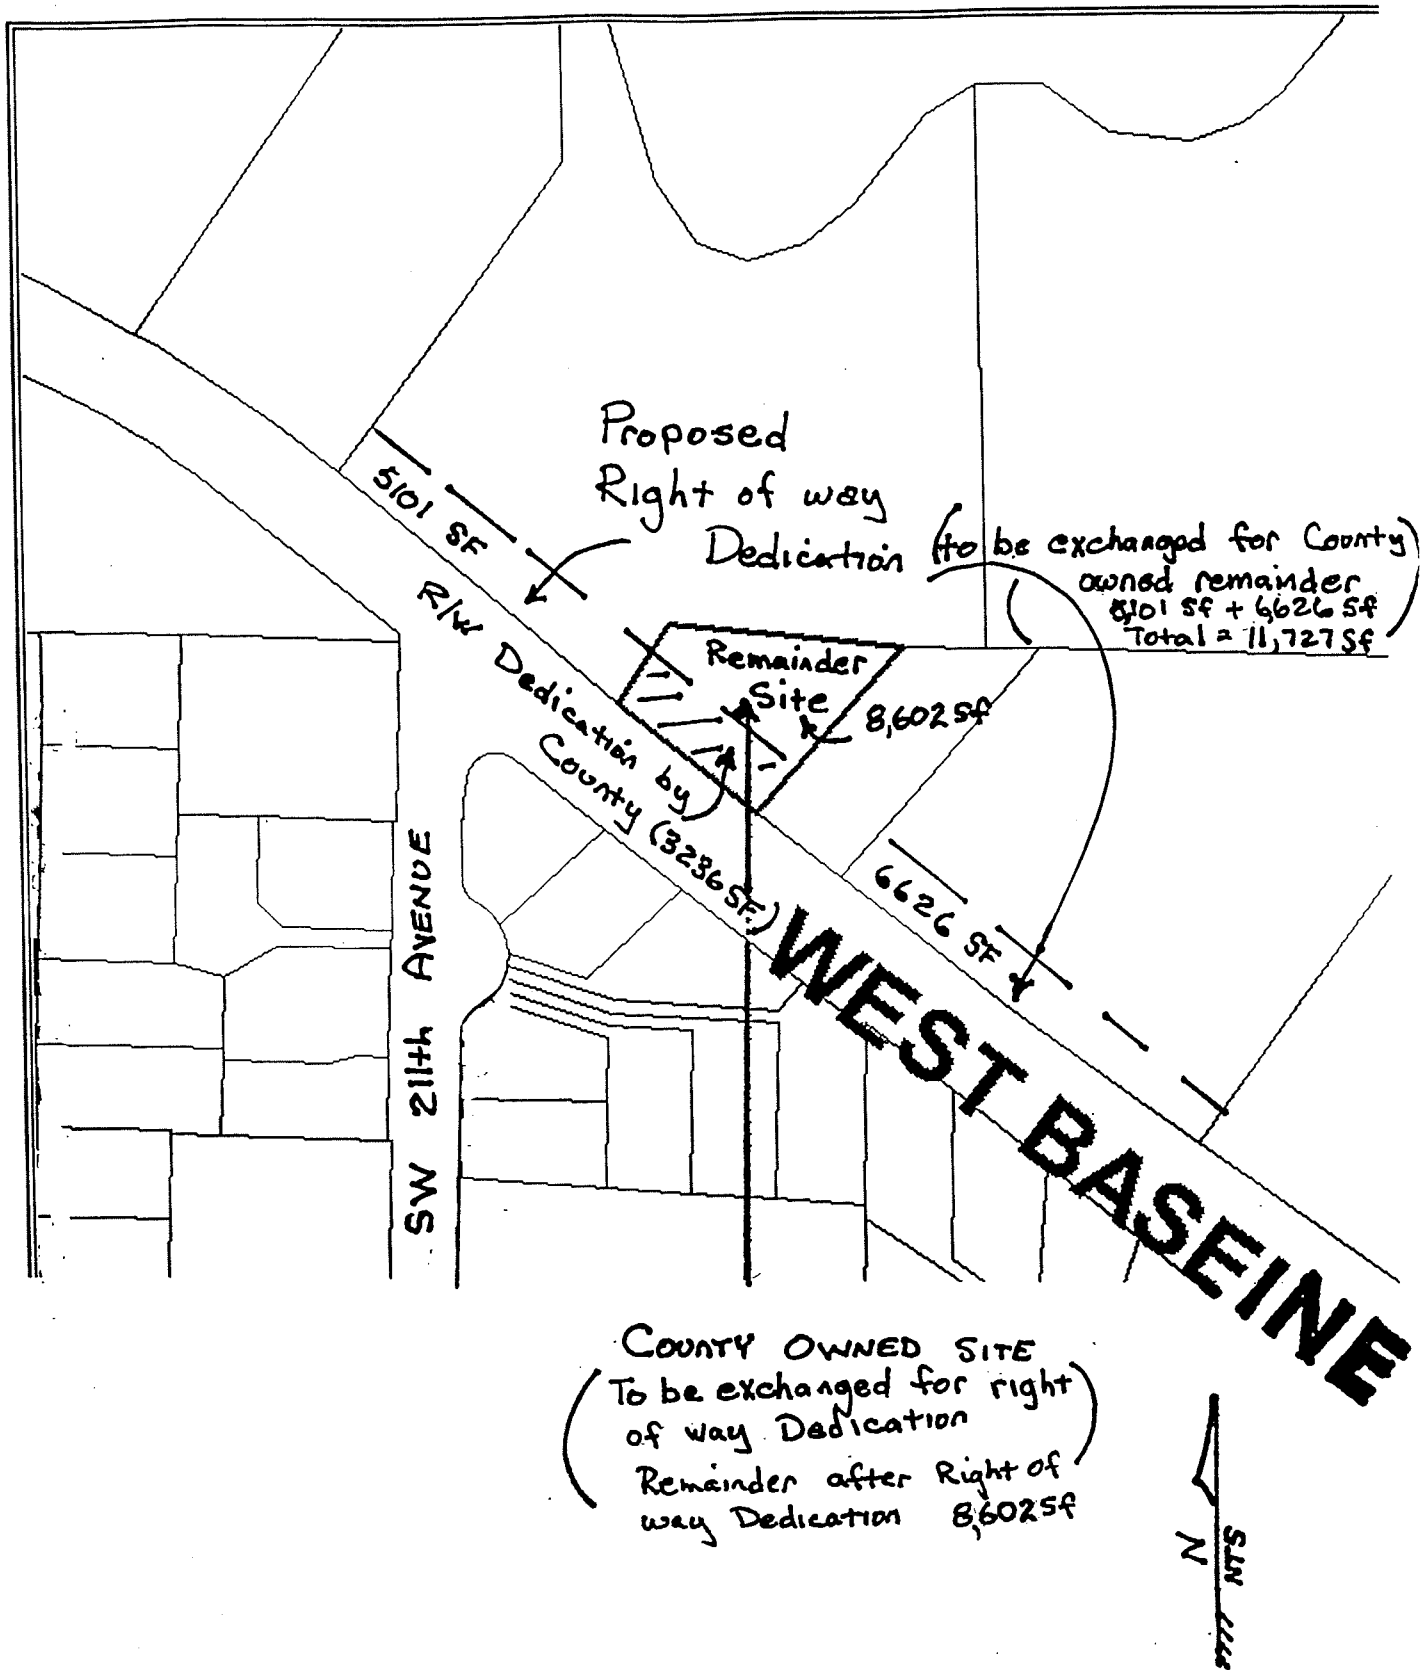 Proposed
Right of way
Dedication (to be exchanged for County
owned remainder
5101 Sf + 6626 Sf
Total = 11,727 Sf)
5101 SF
R/W Dedication by
County (3236 SF.)
Remainder
Site
8,602 Sf
6626 SF
SW 211th AVENUE
WEST BASEINE
COUNTY OWNED SITE
(To be exchanged for right
of way Dedication
Remainder after Right of
way Dedication 8,602 Sf)
N
NTS